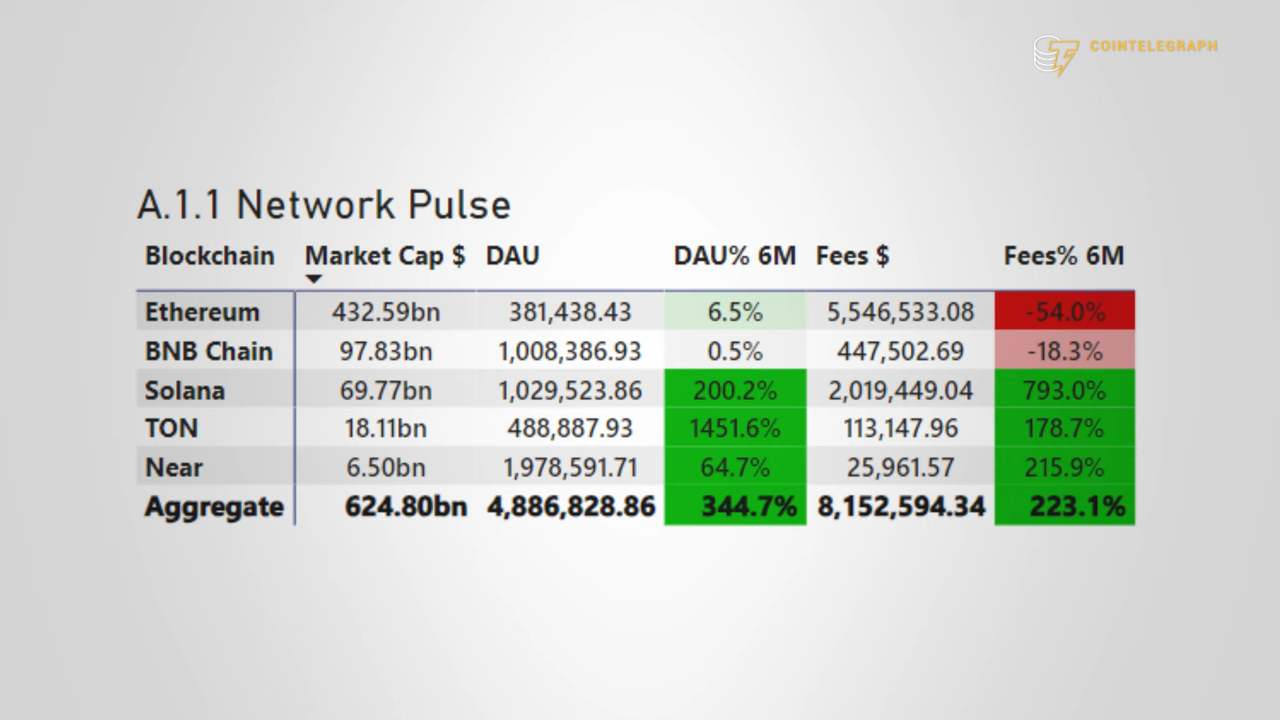 COINTELEGRAPH
A.1.1 Network Pulse
Blockchain Market Cap $ DAU DAU% 6M Fees $ Fees% 6M
Ethereum 432.59bn 381,438.43 6.5% 5,546,533.08 -54.0%
BNB Chain 97.83bn 1,008,386.93 0.5% 447,502.69 -18.3%
Solana 69.77bn 1,029,523.86 200.2% 2,019,449.04 793.0%
TON 18.11bn 488,887.93 1451.6% 113,147.96 178.7%
Near 6.50bn 1,978,591.71 64.7% 25,961.57 215.9%
Aggregate 624.80bn 4,886,828.86 344.7% 8,152,594.34 223.1%